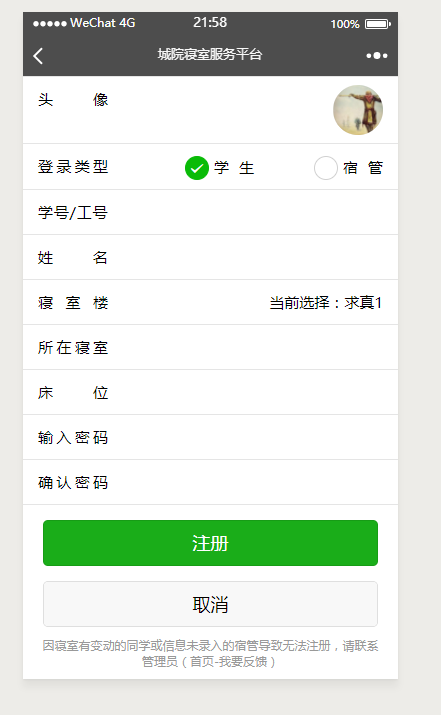 WeChat 4G 21:58 100%
城院寝室服务平台
头 像
登录类型 学 生 宿 管
学号/工号
姓 名
寝 室 楼 当前选择：求真1
所在寝室
床 位
输入密码
确认密码
注册
取消
因寝室有变动的同学或信息未录入的宿管导致无法注册，请联系
管理员（首页-我要反馈）